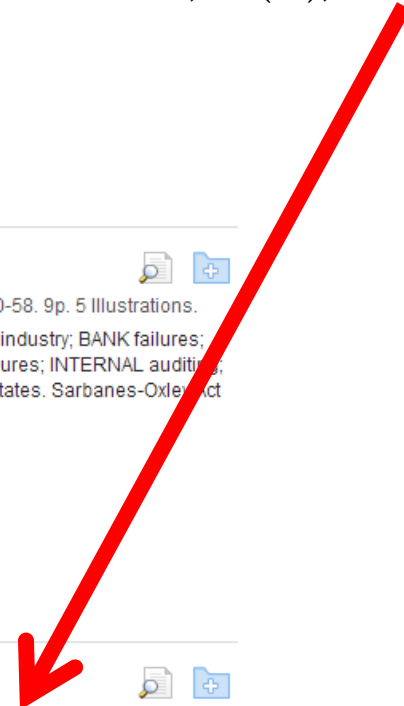 0-58. 9p. 5 Illustrations.
industry; BANK failures;
ures; INTERNAL auditing;
tates. Sarbanes-Oxley Act